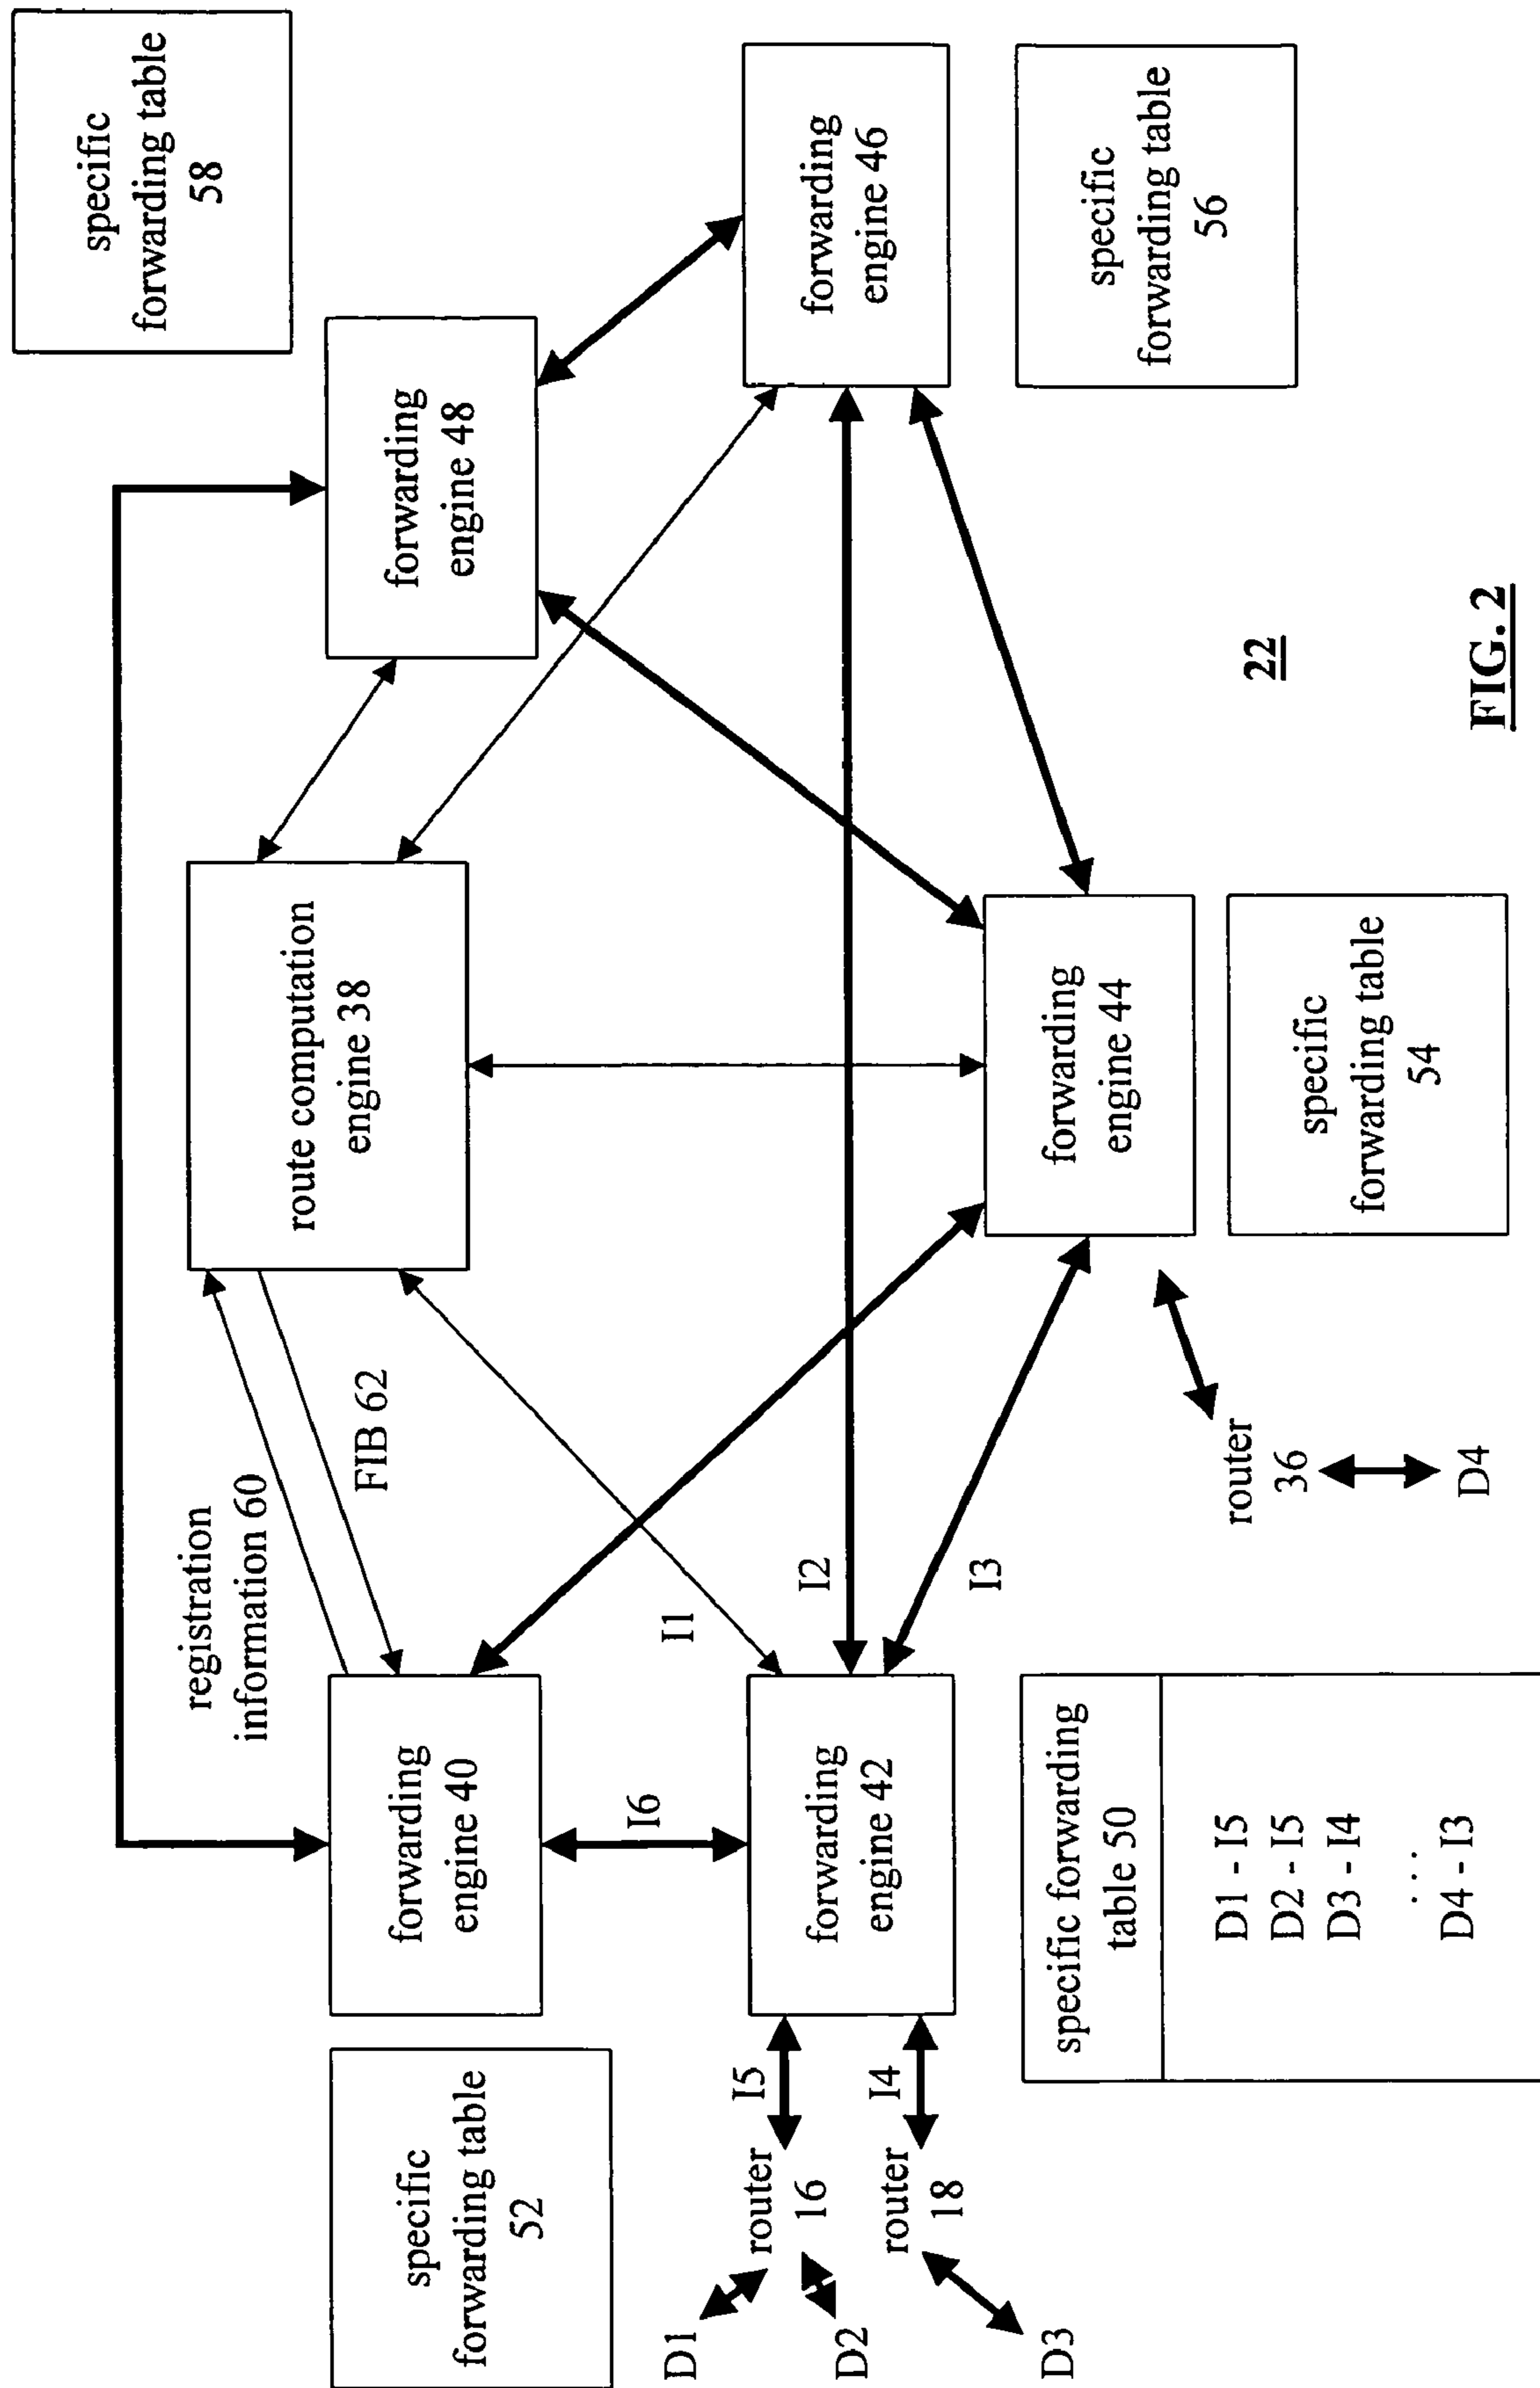 specific
forwarding table
52
D1
D2
D3
router
16
router
18
I5
I4
forwarding
engine 40
I6
forwarding
engine 42
specific forwarding
table 50
D1 - I5
D2 - I5
D3 - I4
...
D4 - I3
registration
information 60
FIB 62
I1
I2
I3
router
36
D4
route computation
engine 38
forwarding
engine 44
specific
forwarding table
54
forwarding
engine 48
specific
forwarding table
58
forwarding
engine 46
specific
forwarding table
56
22
FIG. 2